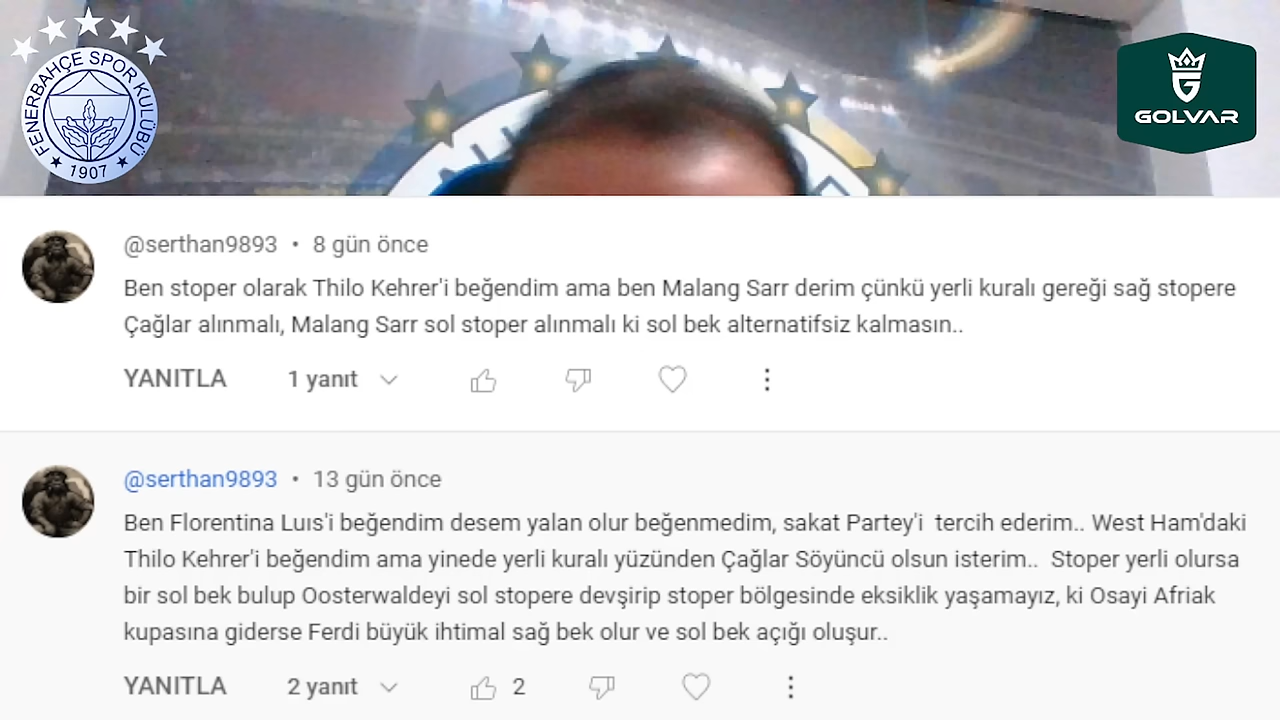 FENERBAHÇE SPOR KULÜBÜ
1907
GOLVAR
@serthan9893 • 8 gün önce
Ben stoper olarak Thilo Kehrer'i beğendim ama ben Malang Sarr derim çünkü yerli kuralı gereği sağ stopere
Çağlar alınmalı, Malang Sarr sol stoper alınmalı ki sol bek alternatifsiz kalmasın..
YANITLA 1 yanıt
@serthan9893 • 13 gün önce
Ben Florentina Luıs'i beğendim desem yalan olur beğenmedim, sakat Partey'i tercih ederim.. West Ham'daki
Thilo Kehrer'i beğendim ama yinede yerli kuralı yüzünden Çağlar Söyüncü olsun isterim.. Stoper yerli olursa
bir sol bek bulup Oosterwaldeyi sol stopere devşirip stoper bölgesinde eksiklik yaşamayız, ki Osayi Afriak
kupasına giderse Ferdi büyük ihtimal sağ bek olur ve sol bek açığı oluşur..
YANITLA 2 yanıt 2